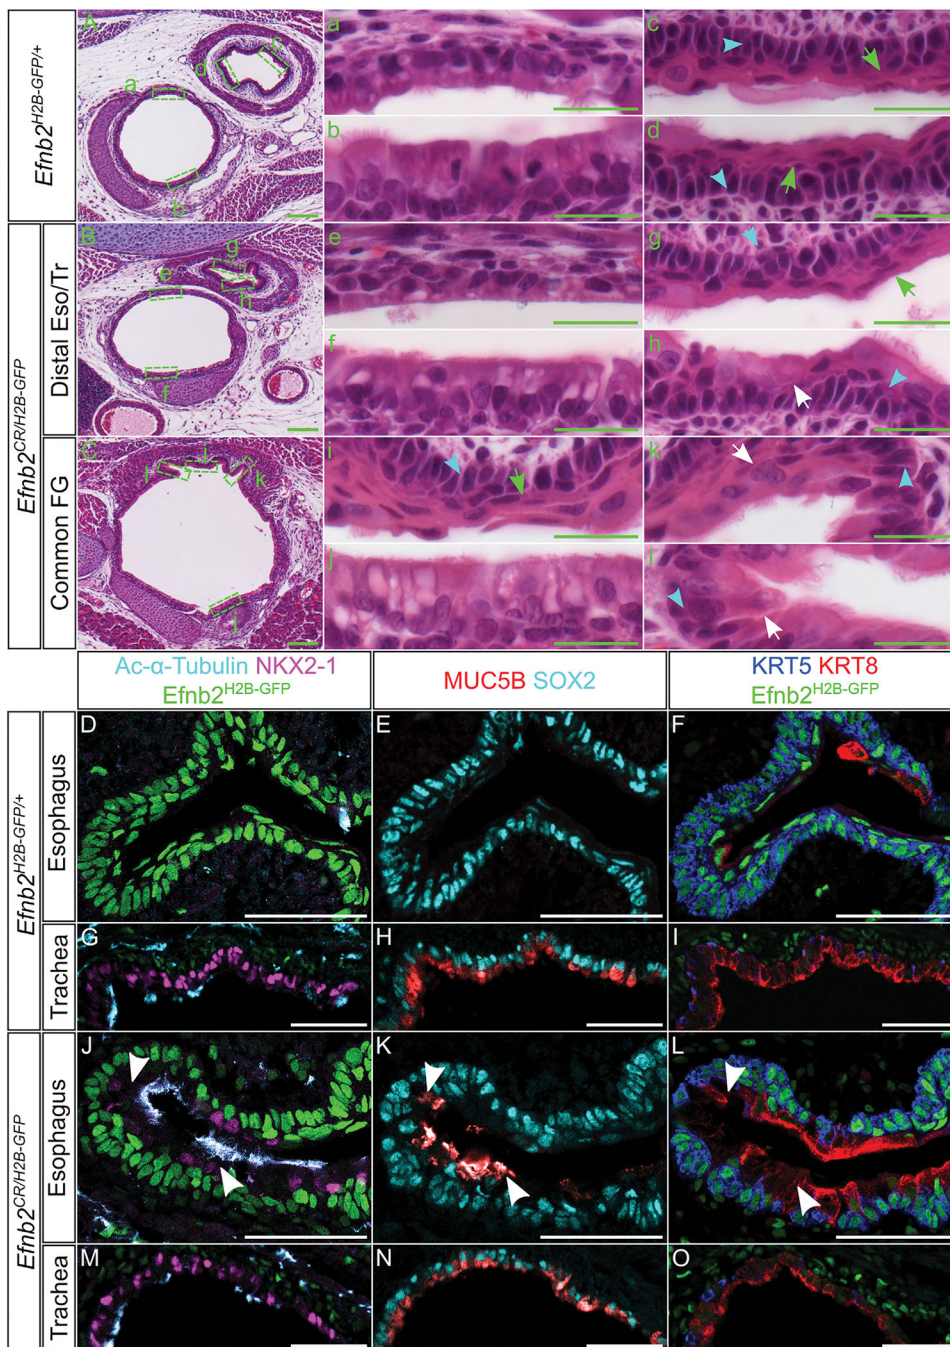 Efnb2H2B-GFP/+
A
a
b
c
d
a
c
b
d
Efnb2CR/H2B-GFP
Distal Eso/Tr
B
e
f
g
h
e
g
f
h
Common FG
C
l
i
k
j
i
k
j
l
Ac-α-Tubulin NKX2-1
Efnb2H2B-GFP
MUC5B SOX2
KRT5 KRT8
Efnb2H2B-GFP
Efnb2H2B-GFP/+
Esophagus
D
E
F
Trachea
G
H
I
Efnb2CR/H2B-GFP
Esophagus
J
K
L
Trachea
M
N
O